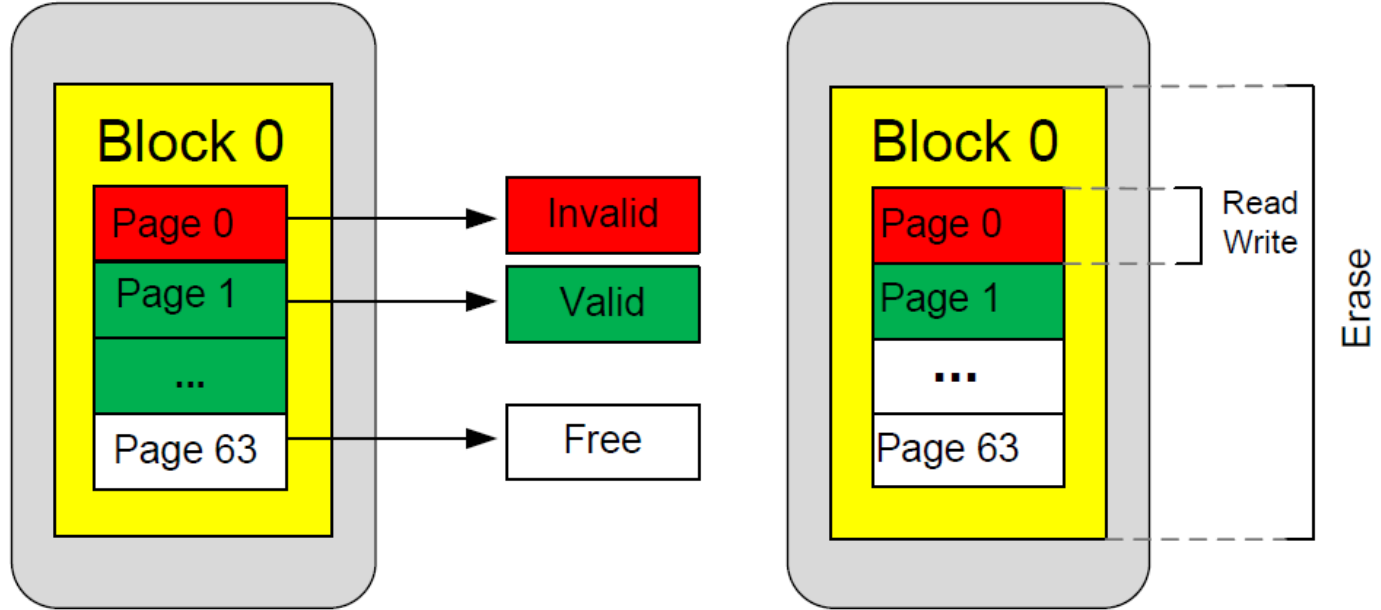 Block 0
Page 0
Page 1
...
Page 63
Invalid
Valid
Free
Block 0
Page 0
Page 1
...
Page 63
Read
Write
Erase